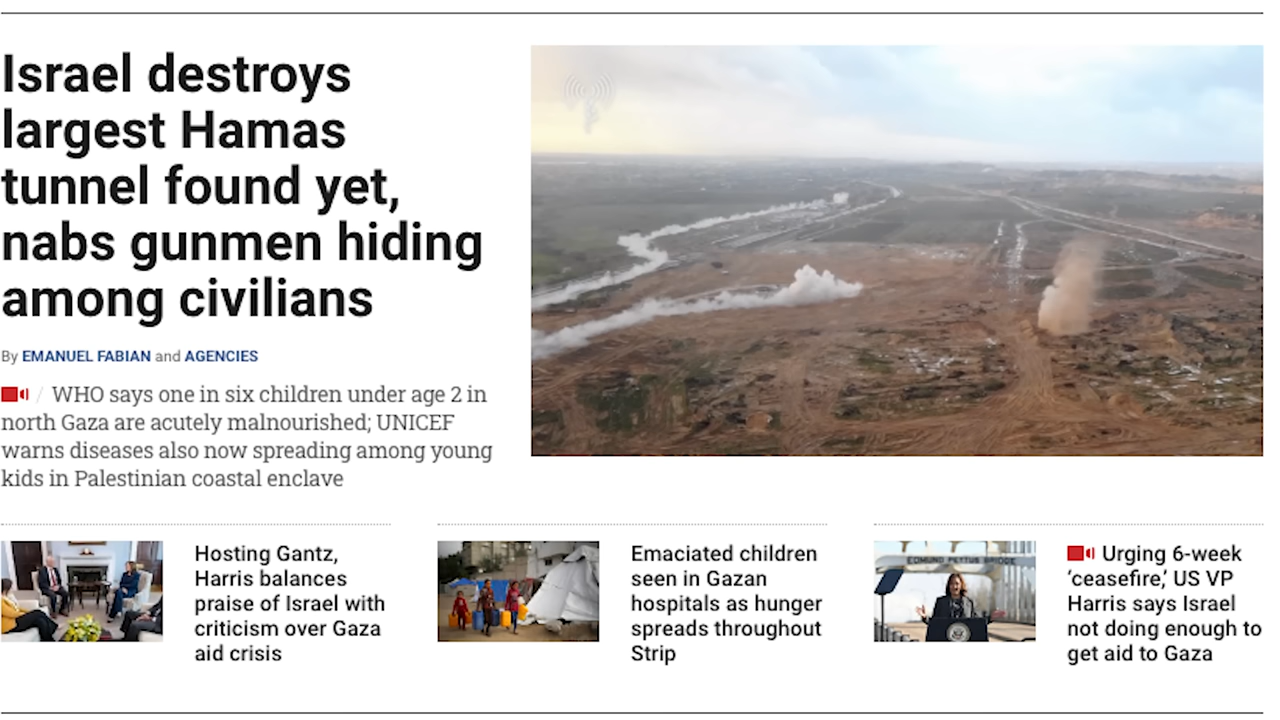 Israel destroys
largest Hamas
tunnel found yet,
nabs gunmen hiding
among civilians
By EMANUEL FABIAN and AGENCIES
/ WHO says one in six children under age 2 in
north Gaza are acutely malnourished; UNICEF
warns diseases also now spreading among young
kids in Palestinian coastal enclave
Hosting Gantz,
Harris balances
praise of Israel with
criticism over Gaza
aid crisis
Emaciated children
seen in Gazan
hospitals as hunger
spreads throughout
Strip
EDMUND PETTUS BRIDGE
Urging 6-week
‘ceasefire,’ US VP
Harris says Israel
not doing enough to
get aid to Gaza